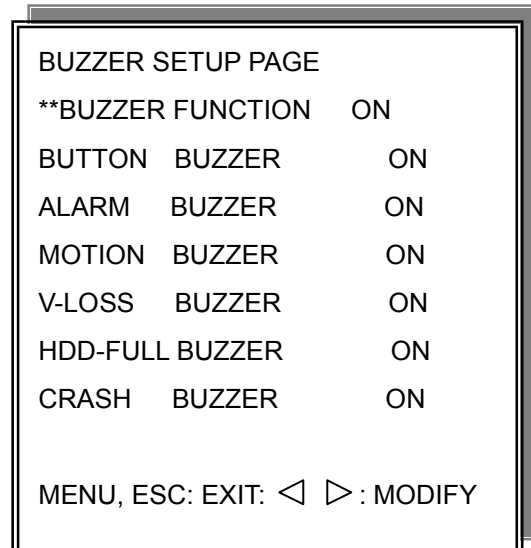 BUZZER SETUP PAGE
**BUZZER FUNCTION ON
BUTTON BUZZER ON
ALARM BUZZER ON
MOTION BUZZER ON
V-LOSS BUZZER ON
HDD-FULL BUZZER ON
CRASH BUZZER ON
MENU, ESC: EXIT: ◁ ▷ : MODIFY